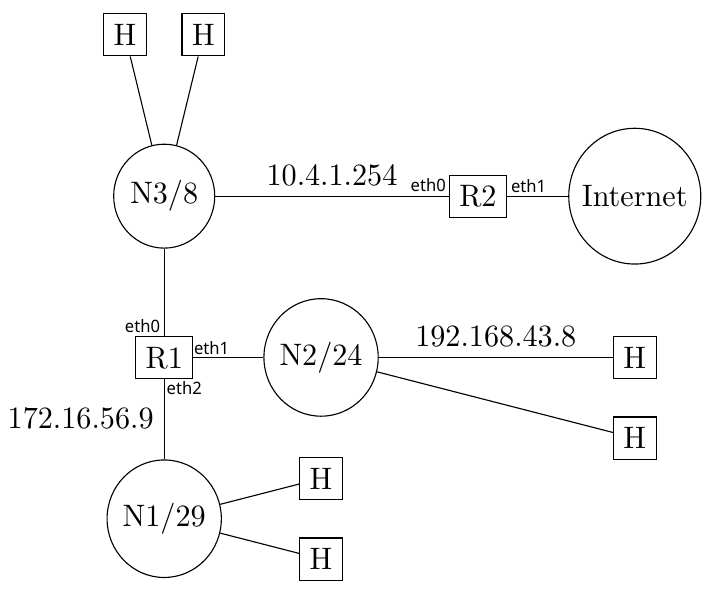 H H
N3/8
10.4.1.254
eth0 R2 eth1
Internet
eth0
R1 eth1
eth2
N2/24
192.168.43.8
H
H
172.16.56.9
N1/29
H
H